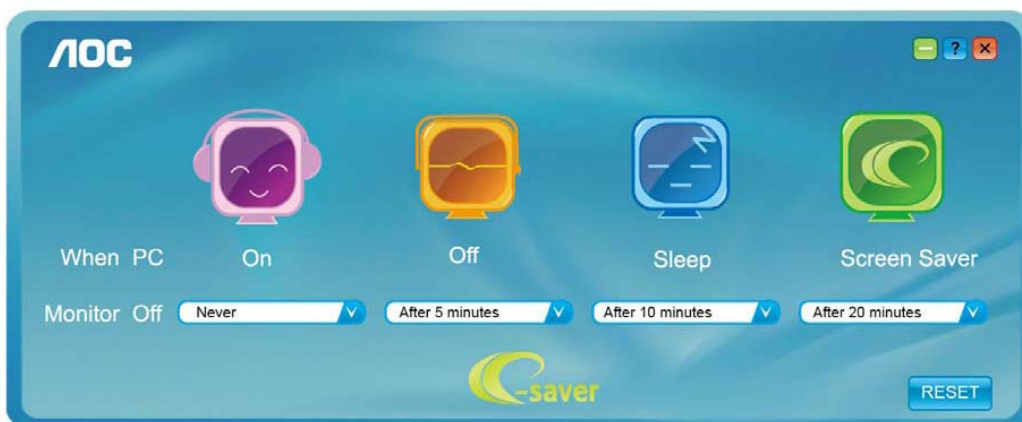 AOC
?
When PC On Off Sleep Screen Saver
Monitor Off Never After 5 minutes After 10 minutes After 20 minutes
e-saver
RESET